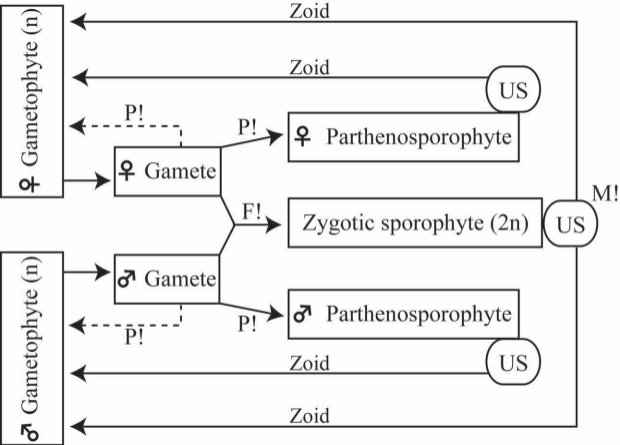 Zoid
♀ Gametophyte (n)
Zoid
US
P!
P!
♀ Parthenosporophyte
♀ Gamete
M!
F!
Zygotic sporophyte (2n)
US
♂ Gamete
♂ Gametophyte (n)
♂ Parthenosporophyte
P!
P!
Zoid
US
Zoid